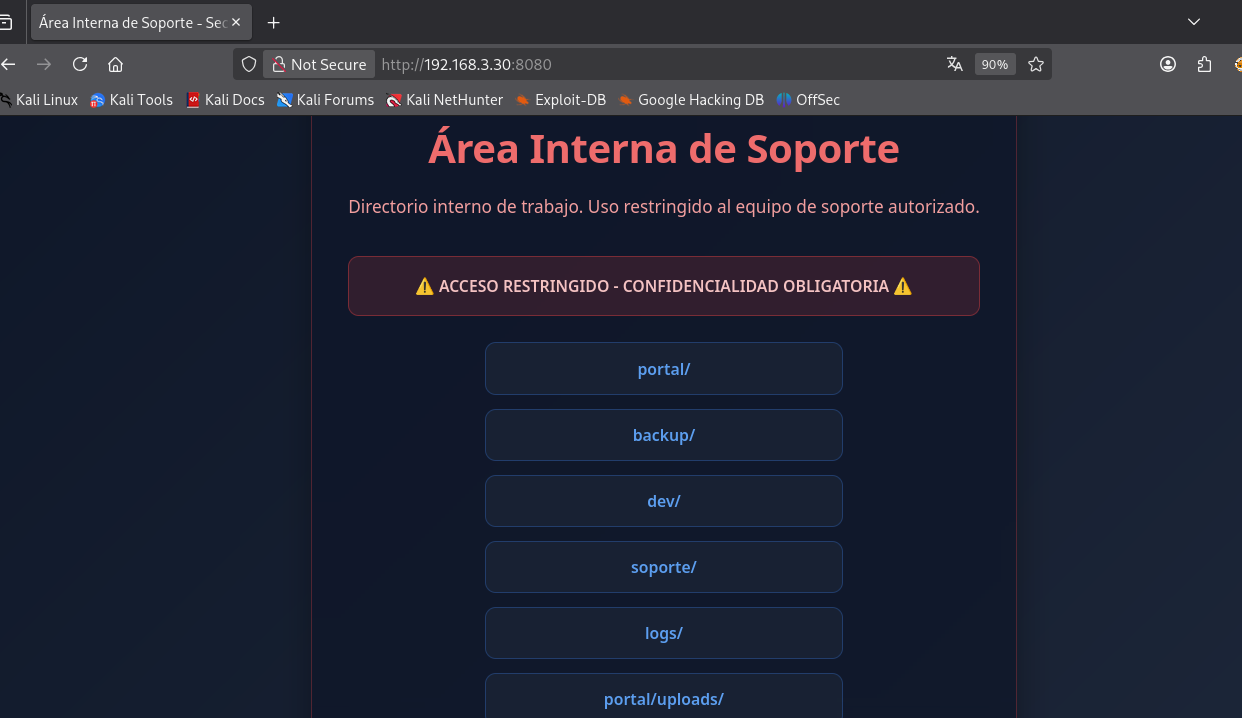 Área Interna de Soporte - Sec
Not Secure http://192.168.3.30:8080 90%
Kali Linux Kali Tools Kali Docs Kali Forums Kali NetHunter Exploit-DB Google Hacking DB OffSec
Área Interna de Soporte
Directorio interno de trabajo. Uso restringido al equipo de soporte autorizado.
⚠️ ACCESO RESTRINGIDO - CONFIDENCIALIDAD OBLIGATORIA ⚠️
portal/
backup/
dev/
soporte/
logs/
portal/uploads/